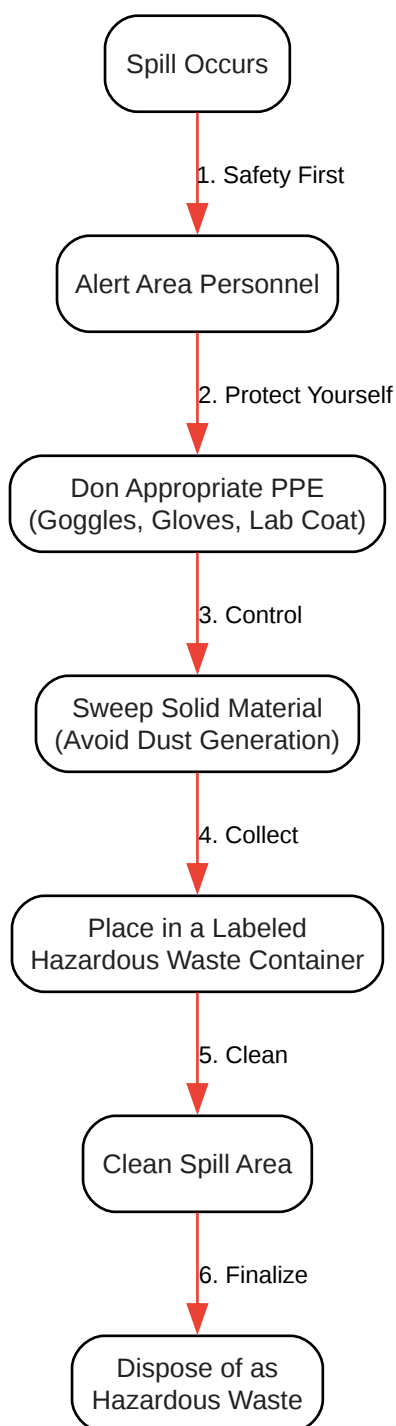 Spill Occurs
1. Safety First
Alert Area Personnel
2. Protect Yourself
Don Appropriate PPE
(Goggles, Gloves, Lab Coat)
3. Control
Sweep Solid Material
(Avoid Dust Generation)
4. Collect
Place in a Labeled
Hazardous Waste Container
5. Clean
Clean Spill Area
6. Finalize
Dispose of as
Hazardous Waste